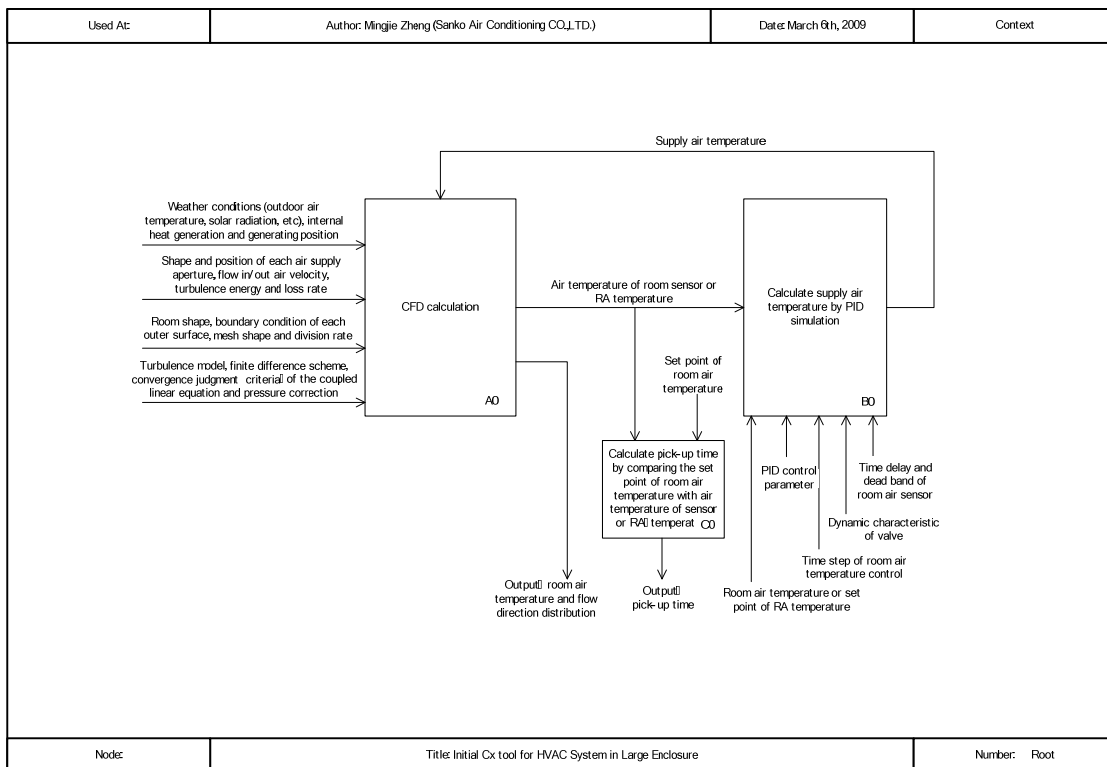 Used At:
Author: Mingjie Zheng (Sanko Air Conditioning CO.,LTD.)
Date: March 6th, 2009
Context
Supply air temperature
Weather conditions (outdoor air
temperature, solar radiation, etc), internal
heat generation and generating position
Shape and position of each air supply
aperture, flow in/out air velocity,
turbulence energy and loss rate
Room shape, boundary condition of each
outer surface, mesh shape and division rate
Turbulence model, finite difference scheme,
convergence judgment criteria of the coupled
linear equation and pressure correction
CFD calculation
A0
Air temperature of room sensor or
RA temperature
Calculate supply air
temperature by PID
simulation
B0
Set point of
room air
temperature
Calculate pick-up time
by comparing the set
point of room air
temperature with air
temperature of sensor
or RA temperat C0
PID control
parameter
Time delay and
dead band of
room air sensor
Dynamic characteristic
of valve
Time step of room air
temperature control
Room air temperature or set
point of RA temperature
Output room air
temperature and flow
direction distribution
Output
pick-up time
Node:
Title: Initial Cx tool for HVAC System in Large Enclosure
Number: Root